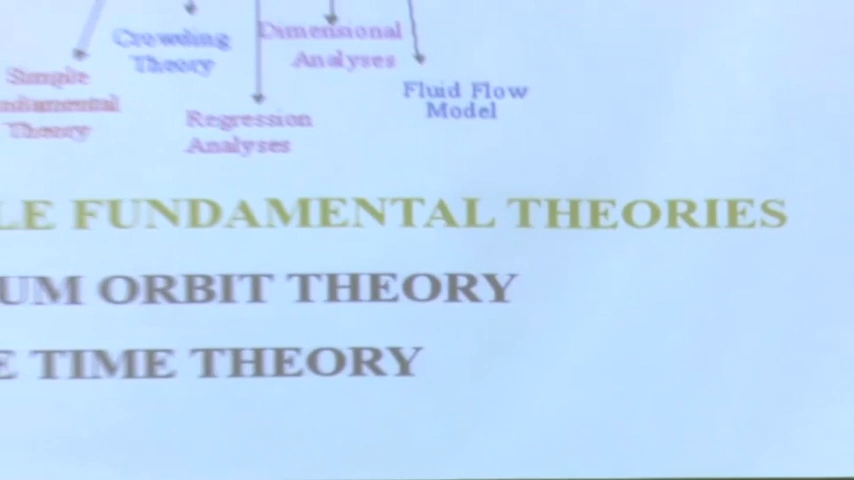 Crowding
Theory
Dimensional
Analyses
Simple
ndamental
Theory
Fluid Flow
Model
Regression
Analyses
LE FUNDAMENTAL THEORIES
UM ORBIT THEORY
E TIME THEORY